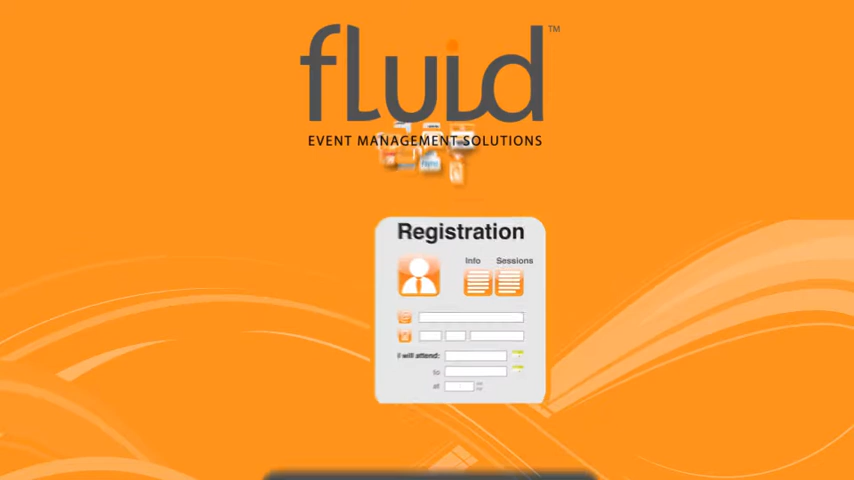 fluid™
EVENT MANAGEMENT SOLUTIONS
Registration
Info Sessions
I will attend:
to
at